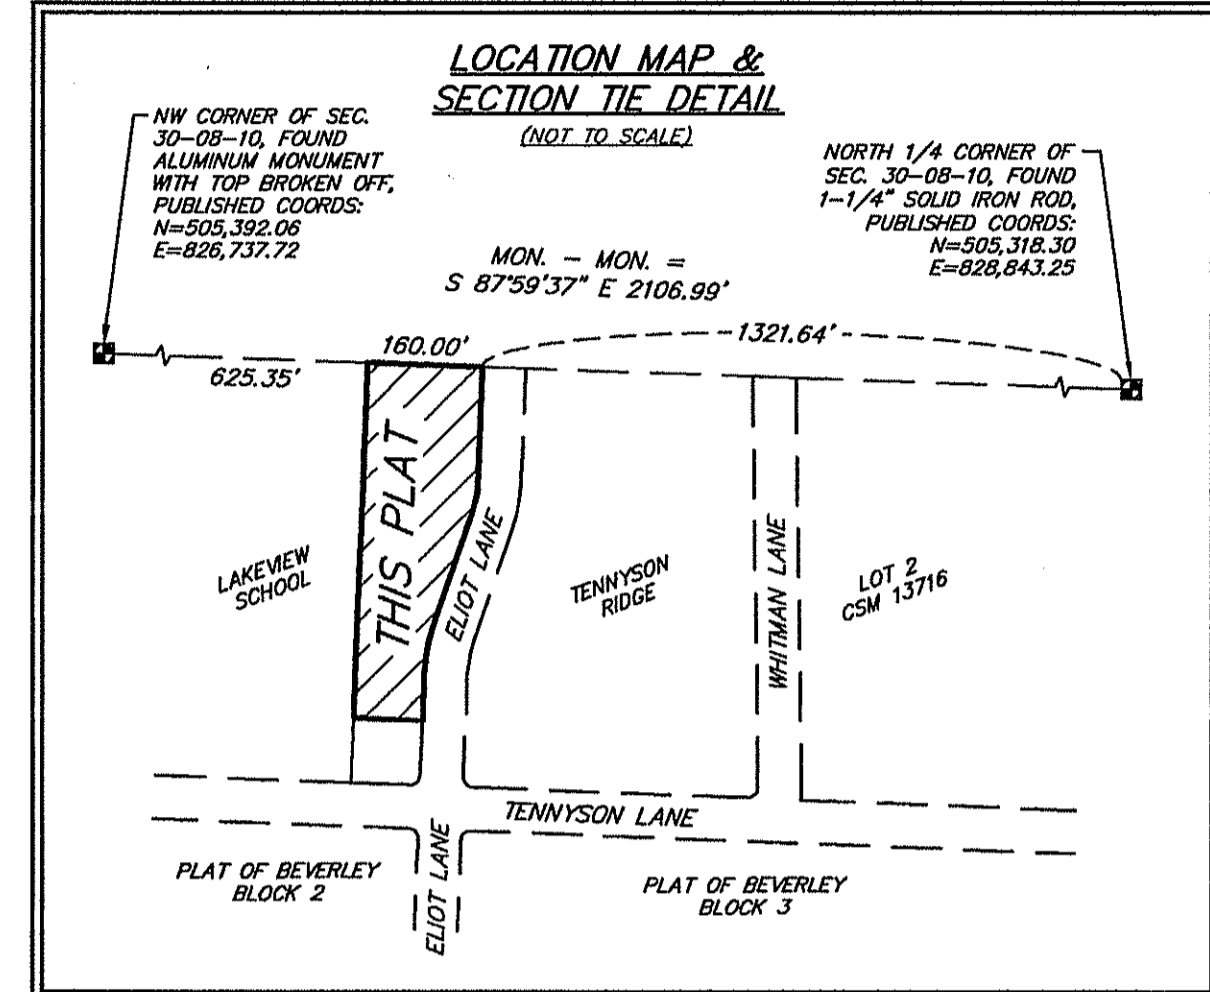 LOCATION MAP &
SECTION TIE DETAIL
(NOT TO SCALE)
NW CORNER OF SEC.
30-08-10, FOUND
ALUMINUM MONUMENT
WITH TOP BROKEN OFF,
PUBLISHED COORDS:
N=505,392.06
E=826,737.72
NORTH 1/4 CORNER OF
SEC. 30-08-10, FOUND
1-1/4" SOLID IRON ROD,
PUBLISHED COORDS:
N=505,318.30
E=828,843.25
MON. - MON. =
S 87°59'37" E 2106.99'
160.00'
1321.64'
625.35'
THIS PLAT
LAKEVIEW
SCHOOL
ELIOT LANE
TENNYSON
RIDGE
WHITMAN LANE
LOT 2
CSM 13716
TENNYSON LANE
PLAT OF BEVERLEY
BLOCK 2
ELIOT LANE
PLAT OF BEVERLEY
BLOCK 3